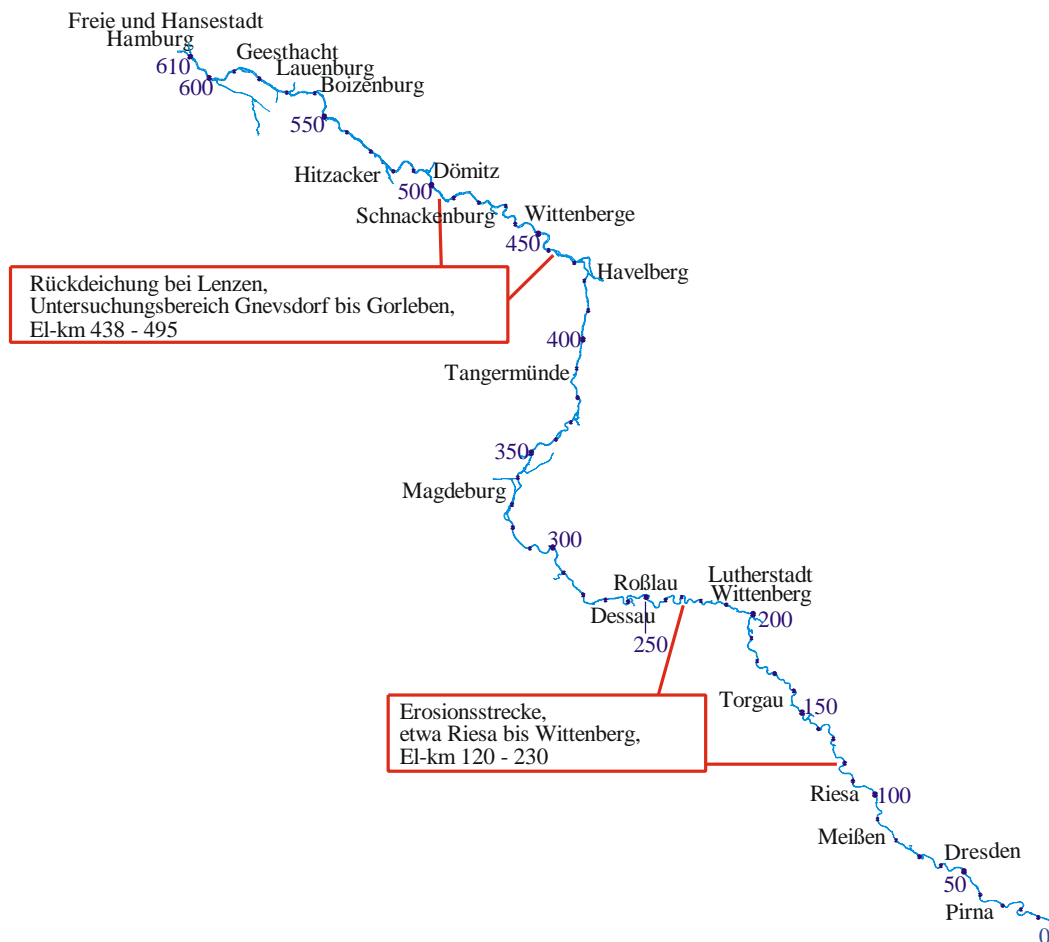 Freie und Hansestadt
Hamburg
610
600
Geesthacht
Lauenburg
Boizenburg
550
Hitzacker
Dömitz
500
Schnackenburg
Wittenberge
450
Havelberg
Rückdeichung bei Lenzen,
Untersuchungsbereich Gnevsdorf bis Gorleben,
El-km 438 - 495
400
Tangermünde
350
Magdeburg
300
Roßlau
Dessau
250
Lutherstadt
Wittenberg
200
Torgau
150
Erosionsstrecke,
etwa Riesa bis Wittenberg,
El-km 120 - 230
Riesa
100
Meißen
Dresden
50
Pirna
0